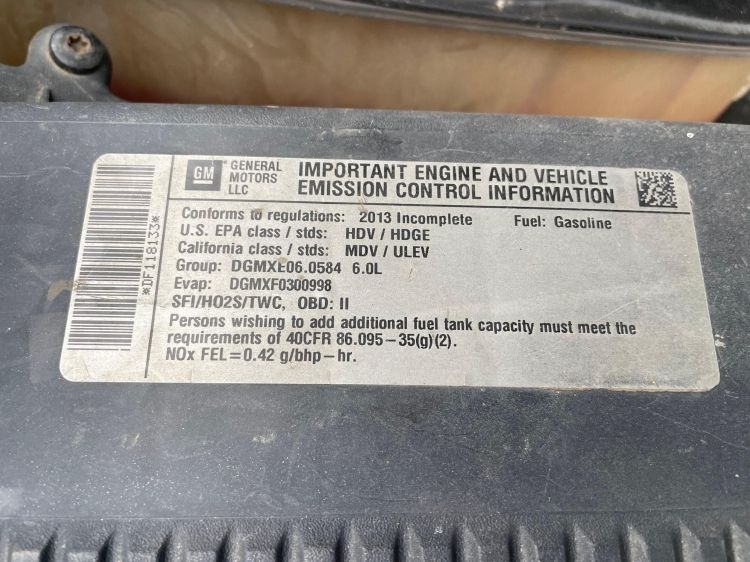 GM
GENERAL
MOTORS
LLC
IMPORTANT ENGINE AND VEHICLE
EMISSION CONTROL INFORMATION
*DF118133*
Conforms to regulations: 2013 Incomplete Fuel: Gasoline
U.S. EPA class / stds: HDV / HDGE
California class / stds: MDV / ULEV
Group: DGMXE06.0584 6.0L
Evap: DGMXF0300998
SFI/HO2S/TWC, OBD: II
Persons wishing to add additional fuel tank capacity must meet the
requirements of 40CFR 86.095-35(g)(2).
NOx FEL=0.42 g/bhp-hr.